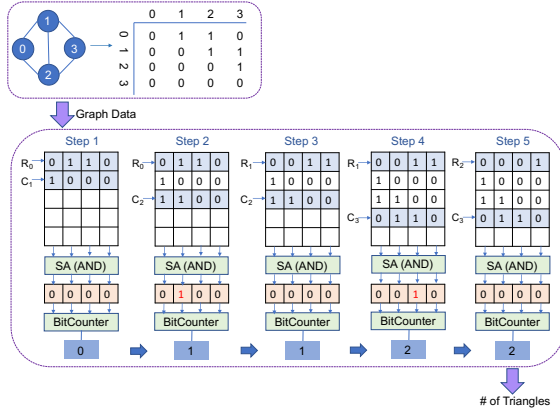 0 1 2 3
1
0 3
2
0 0 1 1 0
1 0 0 1 1
2 0 0 0 1
3 0 0 0 0
Graph Data
Step 1 Step 2 Step 3 Step 4 Step 5
R0 0 1 1 0 R0 0 1 1 0 R1 0 0 1 1 R1 0 0 1 1 R2 0 0 0 1
C1 1 0 0 0 1 0 0 0 1 0 0 0 1 0 0 0 1 0 0 0
C2 1 1 0 0 C2 1 1 0 0 1 1 0 0 1 1 0 0
C3 0 1 1 0 C3 0 1 1 0
SA (AND) SA (AND) SA (AND) SA (AND) SA (AND)
0 0 0 0 0 1 0 0 0 0 0 0 0 0 1 0 0 0 0 0
BitCounter BitCounter BitCounter BitCounter BitCounter
0 1 1 2 2
# of Triangles